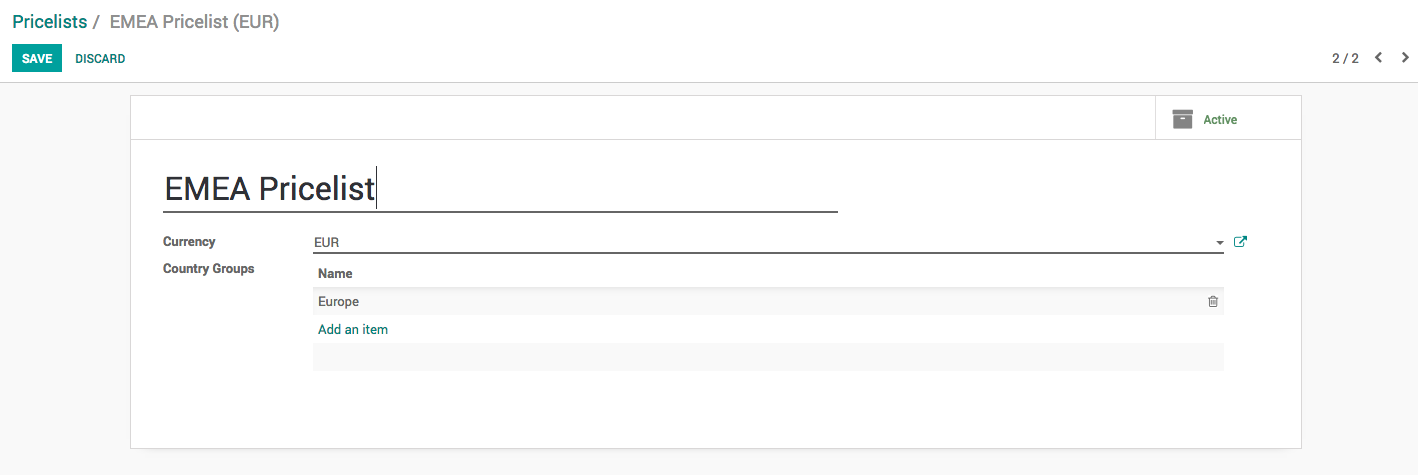 Pricelists / EMEA Pricelist (EUR)
SAVE DISCARD 2 / 2
Active
EMEA Pricelist
Currency EUR
Country Groups Name
Europe
Add an item